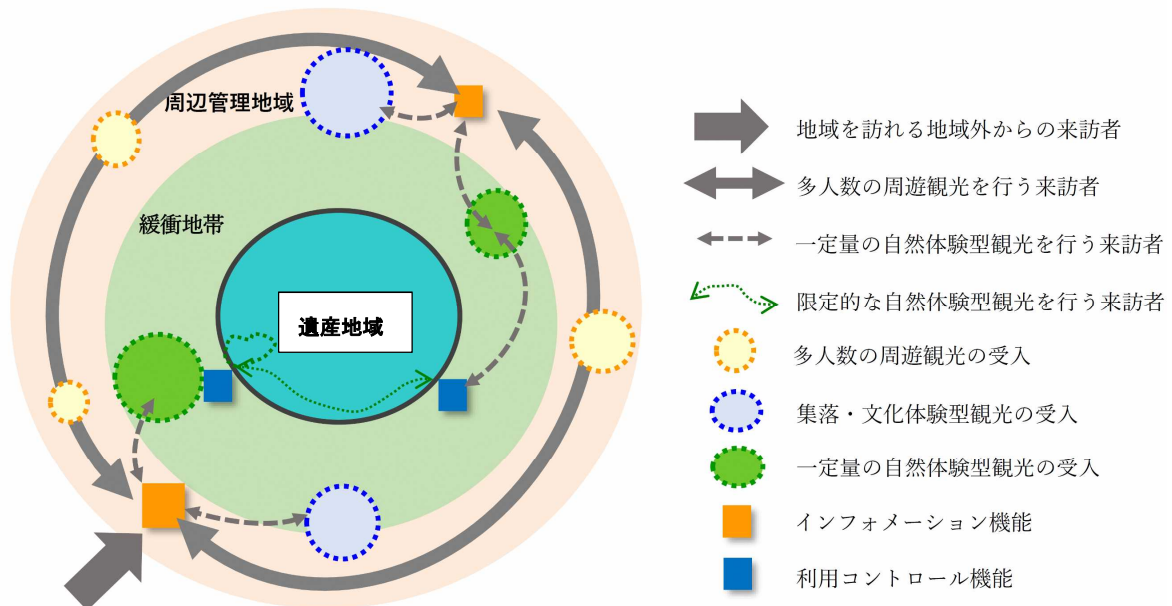 周辺管理地域
緩衝地帯
遺産地域
地域を訪れる地域外からの来訪者
多人数の周遊観光を行う来訪者
一定量の自然体験型観光を行う来訪者
限定的な自然体験型観光を行う来訪者
多人数の周遊観光の受入
集落・文化体験型観光の受入
一定量の自然体験型観光の受入
インフォメーション機能
利用コントロール機能